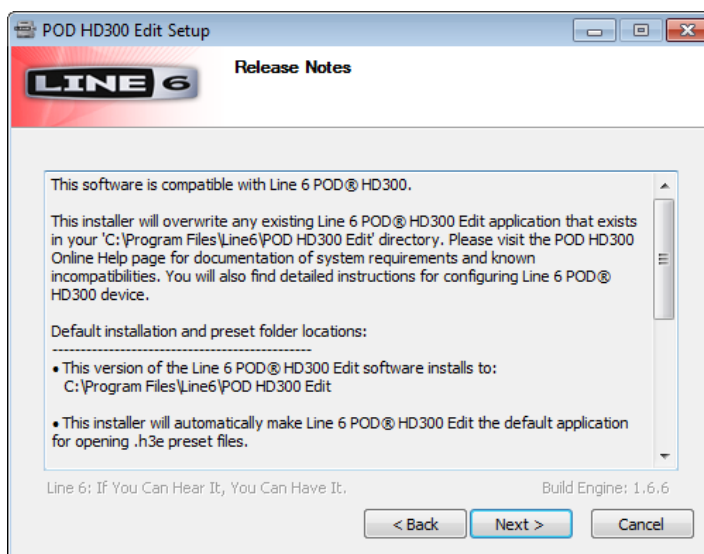 POD HD300 Edit Setup
LINE 6
Release Notes
This software is compatible with Line 6 POD® HD300.
This installer will overwrite any existing Line 6 POD® HD300 Edit application that exists
in your 'C:\Program Files\Line6\POD HD300 Edit' directory. Please visit the POD HD300
Online Help page for documentation of system requirements and known
incompatibilities. You will also find detailed instructions for configuring Line 6 POD®
HD300 device.
Default installation and preset folder locations:
-----------------------------------------------
• This version of the Line 6 POD® HD300 Edit software installs to:
C:\Program Files\Line6\POD HD300 Edit
• This installer will automatically make Line 6 POD® HD300 Edit the default application
for opening .h3e preset files.
Line 6: If You Can Hear It, You Can Have It.
Build Engine: 1.6.6
< Back
Next >
Cancel